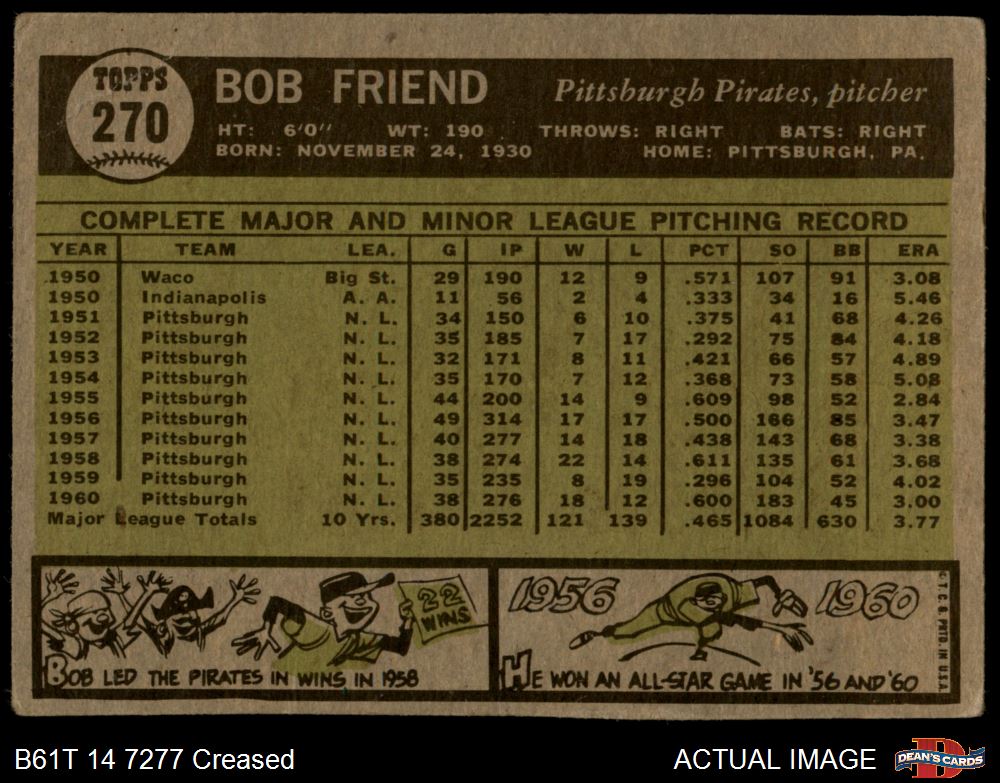 TOPPS
270
BOB FRIEND
Pittsburgh Pirates, pitcher
HT: 6'0" WT: 190 THROWS: RIGHT BATS: RIGHT
BORN: NOVEMBER 24, 1930 HOME: PITTSBURGH, PA.
COMPLETE MAJOR AND MINOR LEAGUE PITCHING RECORD
YEAR TEAM LEA. G IP W L PCT SO BB ERA
1950 Waco Big St. 29 190 12 9 .571 107 91 3.08
1950 Indianapolis A. A. 11 56 2 4 .333 34 16 5.46
1951 Pittsburgh N. L. 34 150 6 10 .375 41 68 4.26
1952 Pittsburgh N. L. 35 185 7 17 .292 75 84 4.18
1953 Pittsburgh N. L. 32 171 8 11 .421 66 57 4.89
1954 Pittsburgh N. L. 35 170 7 12 .368 73 58 5.08
1955 Pittsburgh N. L. 44 200 14 9 .609 98 52 2.84
1956 Pittsburgh N. L. 49 314 17 17 .500 166 85 3.47
1957 Pittsburgh N. L. 40 277 14 18 .438 143 68 3.38
1958 Pittsburgh N. L. 38 274 22 14 .611 135 61 3.68
1959 Pittsburgh N. L. 35 235 8 19 .296 104 52 4.02
1960 Pittsburgh N. L. 38 276 18 12 .600 183 45 3.00
Major League Totals 10 Yrs. 380 2252 121 139 .465 1084 630 3.77
22
WINS
BOB LED THE PIRATES IN WINS IN 1958
1956 1960
HE WON AN ALL-STAR GAME IN '56 AND '60
© T. C. G. PRTD. IN U.S.A.
B61T 14 7277 Creased
ACTUAL IMAGE
D
DEAN'S CARDS